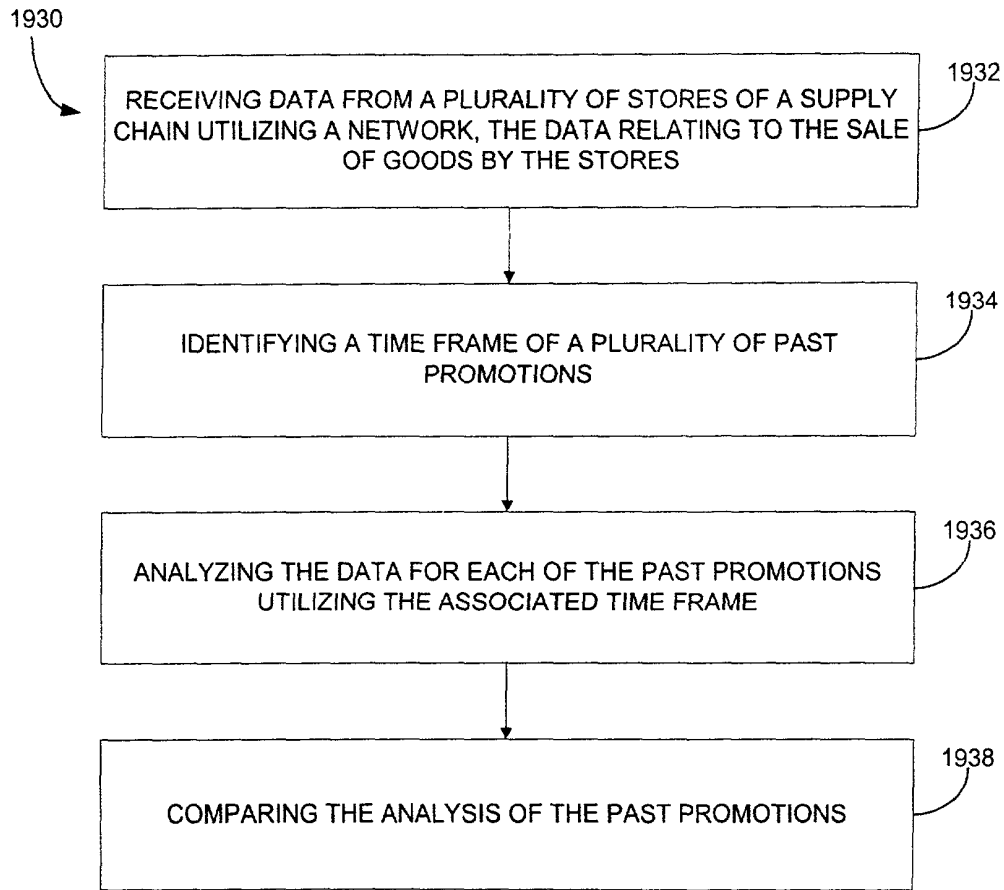 1930
1932
RECEIVING DATA FROM A PLURALITY OF STORES OF A SUPPLY
CHAIN UTILIZING A NETWORK, THE DATA RELATING TO THE SALE
OF GOODS BY THE STORES
1934
IDENTIFYING A TIME FRAME OF A PLURALITY OF PAST
PROMOTIONS
1936
ANALYZING THE DATA FOR EACH OF THE PAST PROMOTIONS
UTILIZING THE ASSOCIATED TIME FRAME
1938
COMPARING THE ANALYSIS OF THE PAST PROMOTIONS